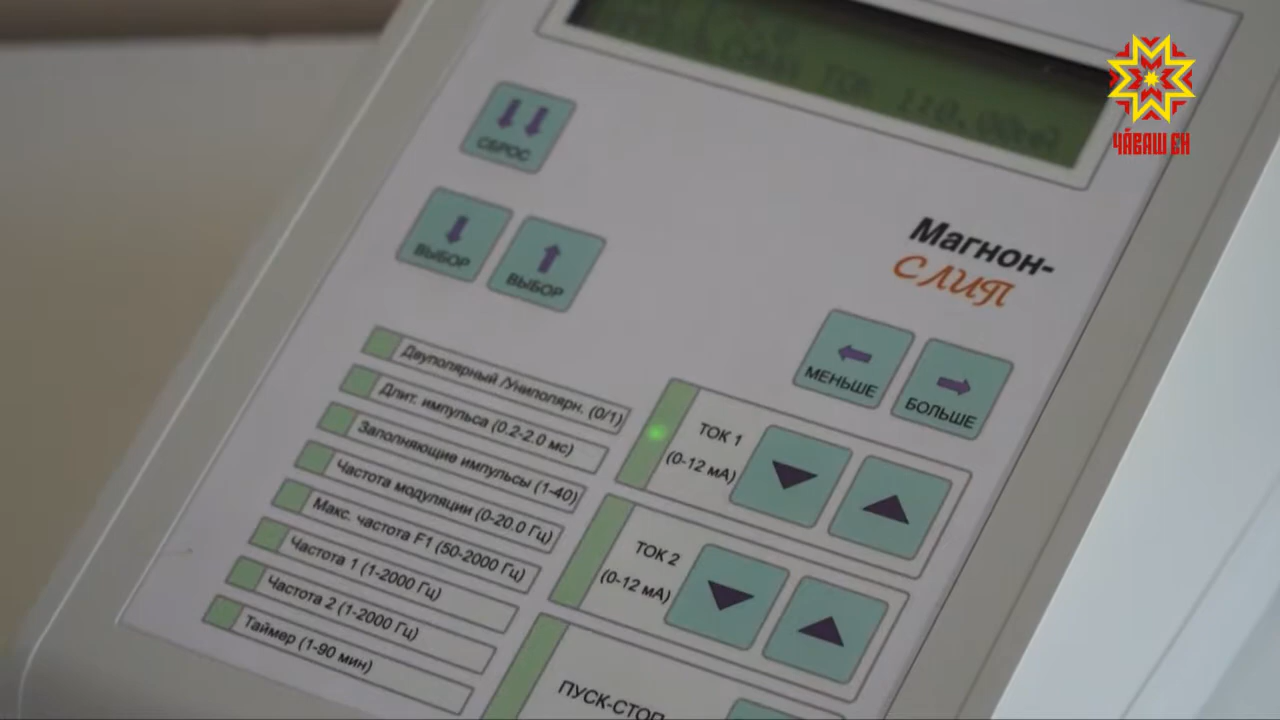 ТОК
ЧӐВАШ ЕН
СБРОС
Магнон-
СЛИП
ВЫБОР
ВЫБОР
МЕНЬШЕ
БОЛЬШЕ
Двуполярный /Униполярн. (0/1)
Длит. импульса (0.2-2.0 мс)
Заполняющие импульсы (1-40)
Частота модуляции (0-20.0 Гц)
Макс. частота F1 (50-2000 Гц)
Частота 1 (1-2000 Гц)
Частота 2 (1-2000 Гц)
Таймер (1-90 мин)
ТОК 1
(0-12 мА)
ТОК 2
(0-12 мА)
ПУСК-СТОП